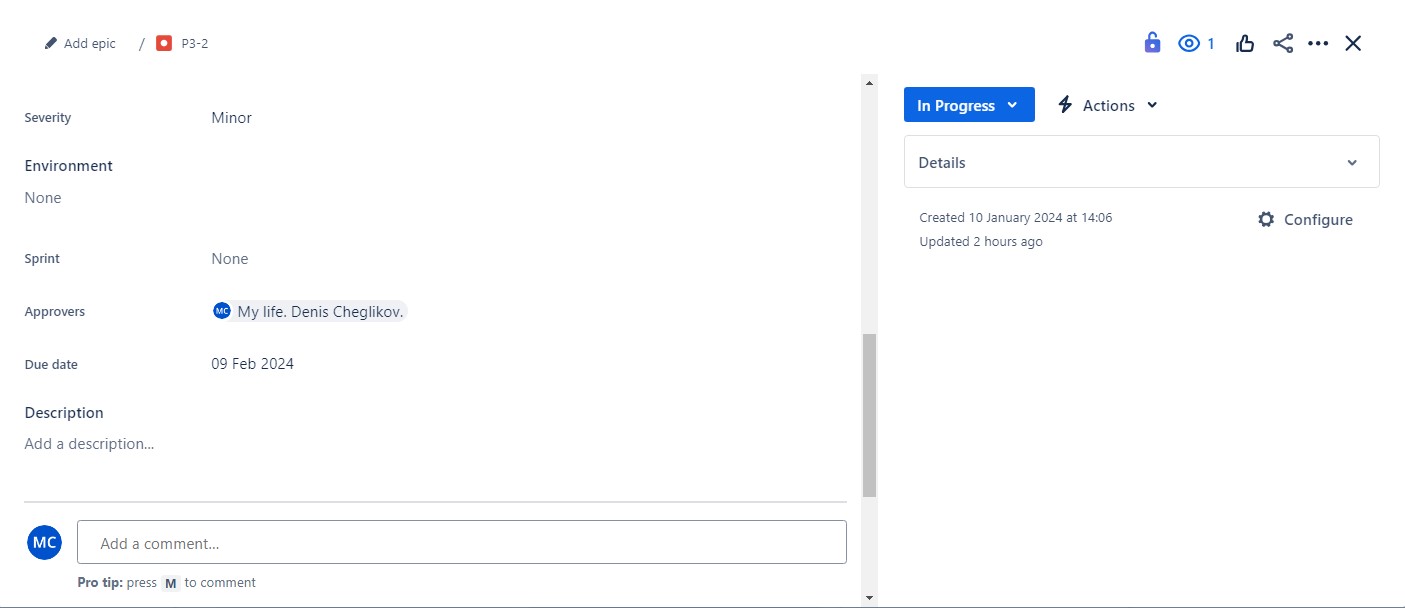 Add epic / P3-2
1
Severity Minor
Environment
None
Sprint None
Approvers MC My life. Denis Cheglikov.
Due date 09 Feb 2024
Description
Add a description...
MC Add a comment...
Pro tip: press M to comment
In Progress Actions
Details
Created 10 January 2024 at 14:06
Updated 2 hours ago
Configure